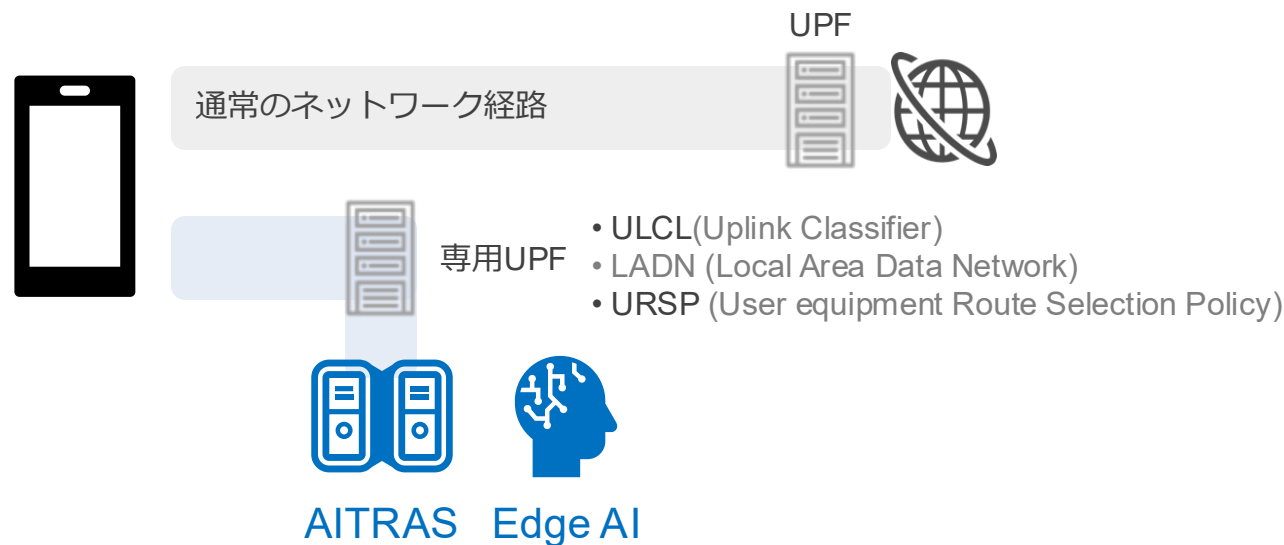 UPF
通常のネットワーク経路
専用UPF
• ULCL(Uplink Classifier)
• LADN (Local Area Data Network)
• URSP (User equipment Route Selection Policy)
AITRAS
Edge AI